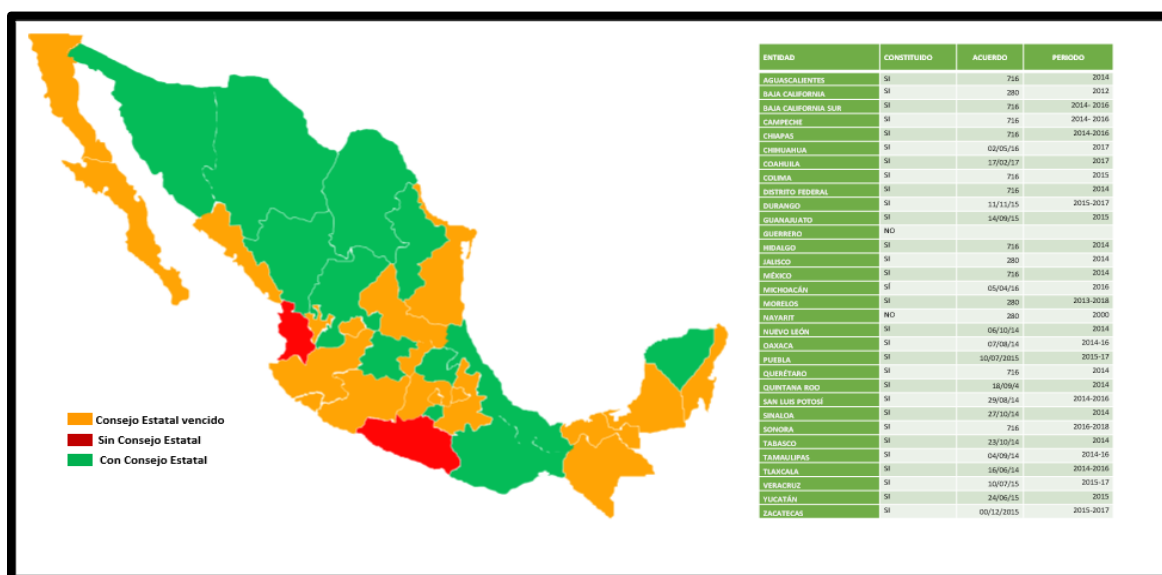 Consejo Estatal vencido
Sin Consejo Estatal
Con Consejo Estatal
ENTIDAD CONSTITUIDO ACUERDO PERIODO
AGUASCALIENTES SI 716 2014
BAJA CALIFORNIA SI 280 2012
BAJA CALIFORNIA SUR SI 716 2014- 2016
CAMPECHE SI 716 2014- 2016
CHIAPAS SI 716 2014-2016
CHIHUAHUA SI 02/05/16 2017
COAHUILA SI 17/02/17 2017
COLIMA SI 716 2015
DISTRITO FEDERAL SI 716 2014
DURANGO SI 11/11/15 2015-2017
GUANAJUATO SI 14/09/15 2015
GUERRERO NO
HIDALGO SI 716 2014
JALISCO SI 280 2014
MÉXICO SI 716 2014
MICHOACÁN SÍ 05/04/16 2016
MORELOS SI 280 2013-2018
NAYARIT NO 280 2000
NUEVO LEÓN SI 06/10/14 2014
OAXACA SI 07/08/14 2014-16
PUEBLA SI 10/07/2015 2015-17
QUERÉTARO SI 716 2014
QUINTANA ROO SI 18/09/4 2014
SAN LUIS POTOSÍ SI 29/08/14 2014-2016
SINALOA SI 27/10/14 2014
SONORA SI 716 2016-2018
TABASCO SI 23/10/14 2014
TAMAULIPAS SI 04/09/14 2014-16
TLAXCALA SI 16/06/14 2014-2016
VERACRUZ SI 10/07/15 2015-17
YUCATÁN SI 24/06/15 2015
ZACATECAS SI 00/12/2015 2015-2017